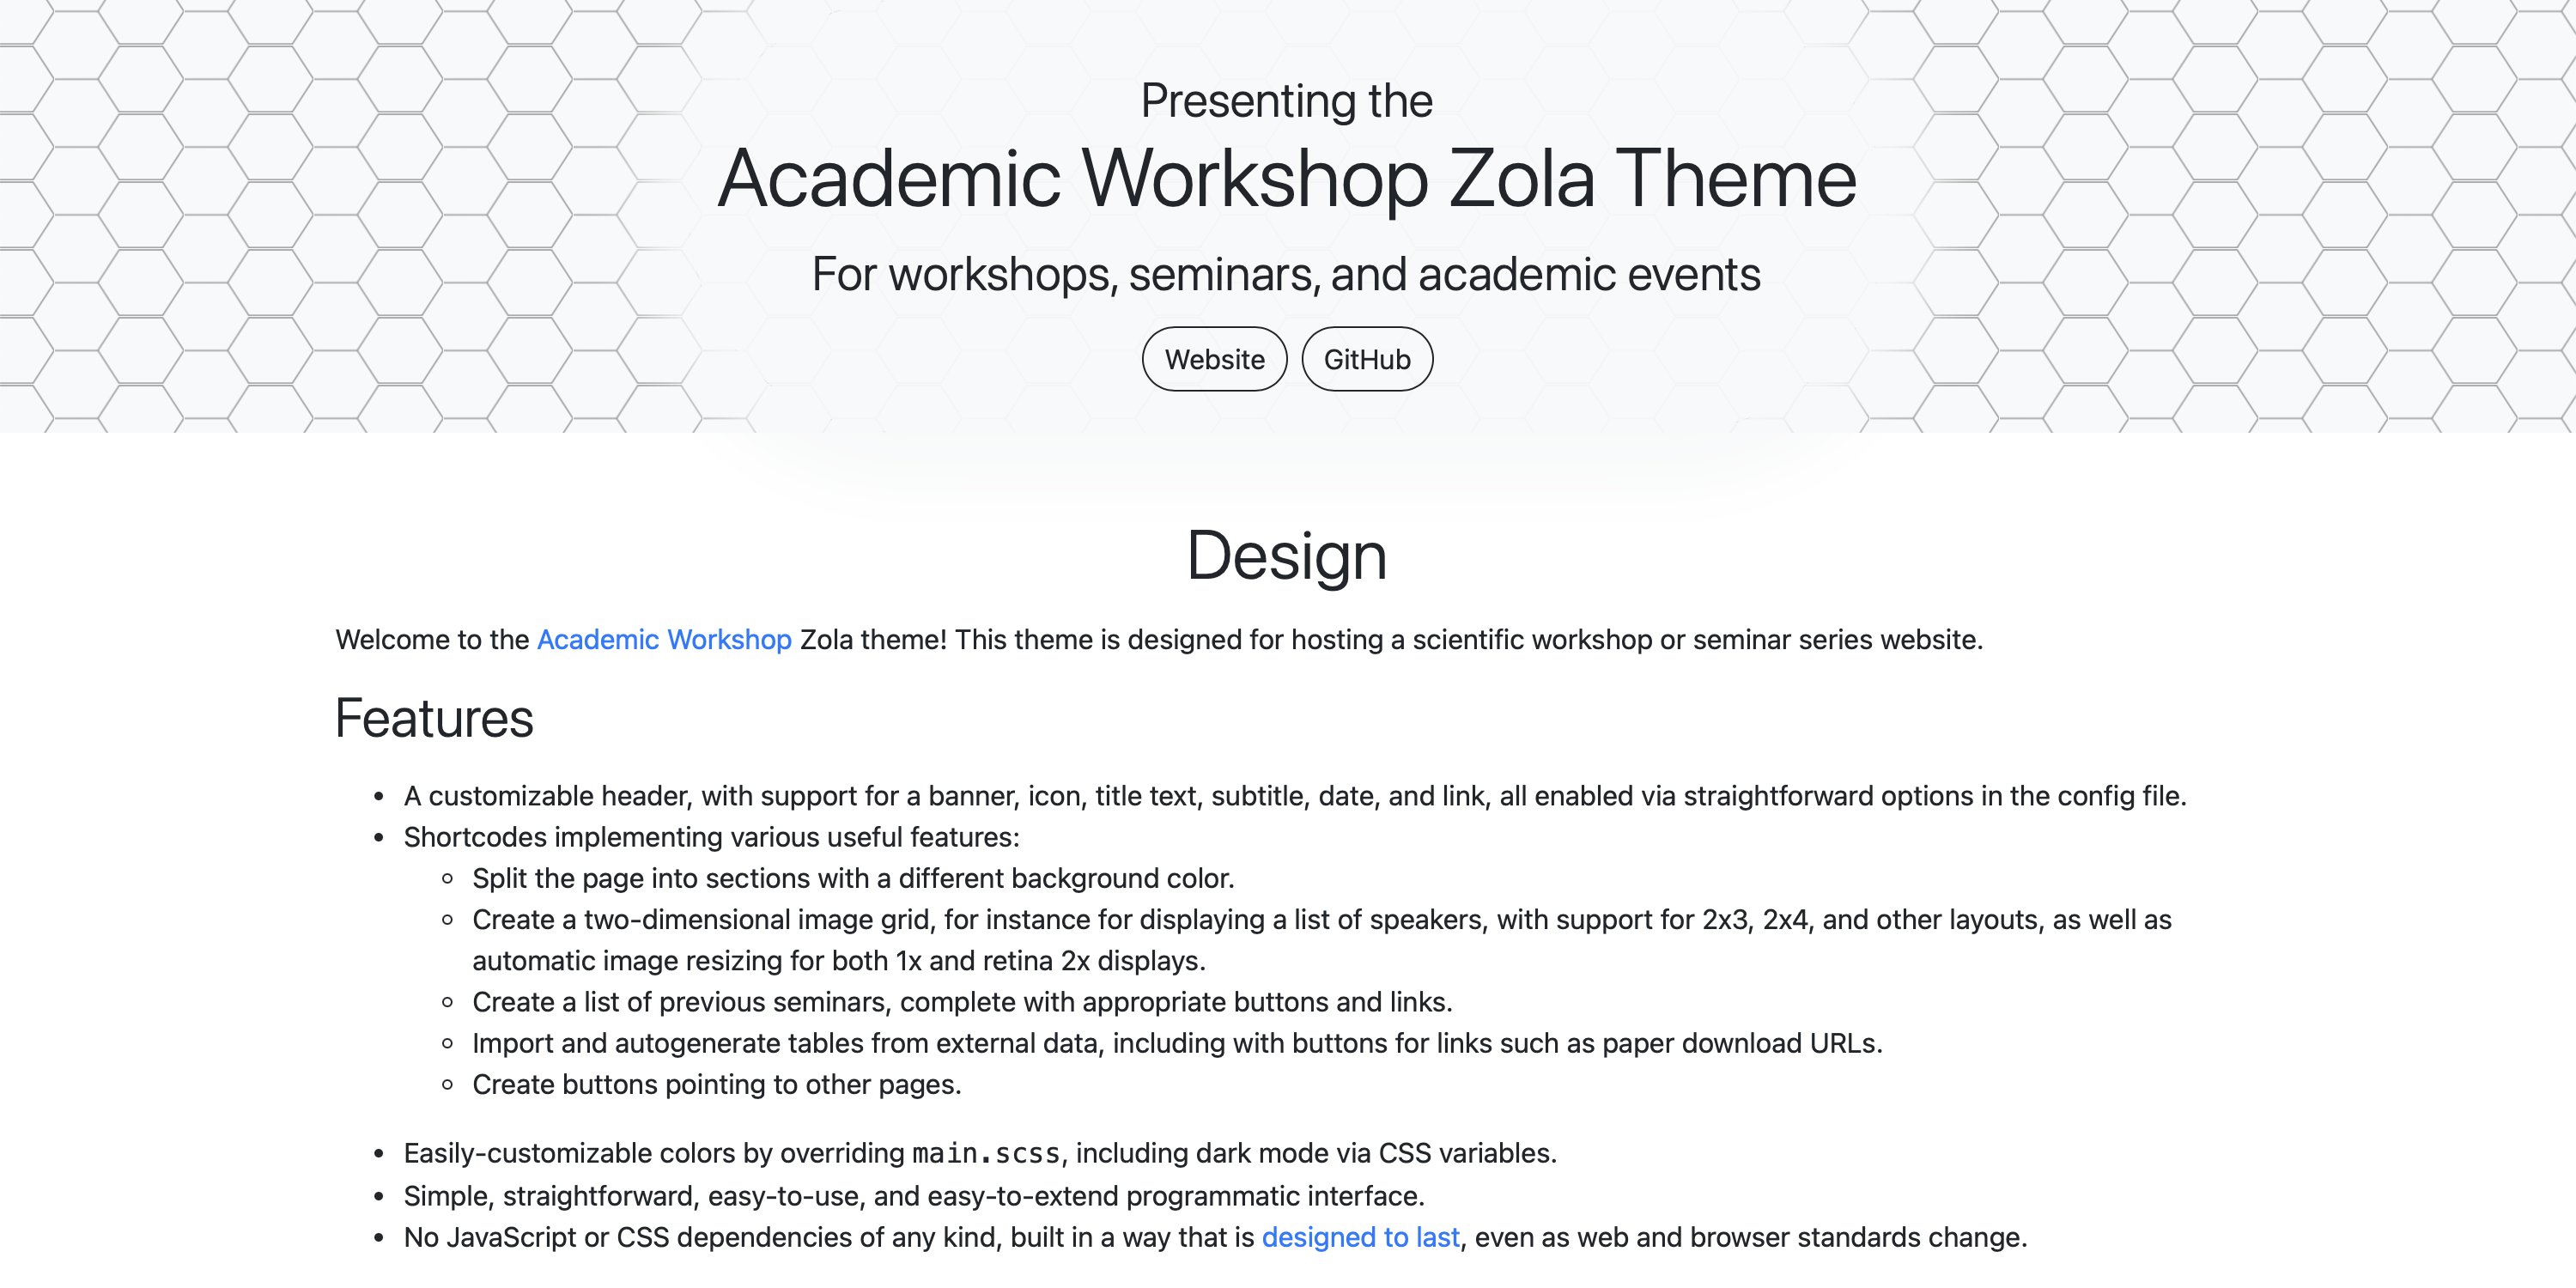 Presenting the
Academic Workshop Zola Theme
For workshops, seminars, and academic events
Website GitHub
Design
Welcome to the Academic Workshop Zola theme! This theme is designed for hosting a scientific workshop or seminar series website.
Features
• A customizable header, with support for a banner, icon, title text, subtitle, date, and link, all enabled via straightforward options in the config file.
• Shortcodes implementing various useful features:
◦ Split the page into sections with a different background color.
◦ Create a two-dimensional image grid, for instance for displaying a list of speakers, with support for 2x3, 2x4, and other layouts, as well as
automatic image resizing for both 1x and retina 2x displays.
◦ Create a list of previous seminars, complete with appropriate buttons and links.
◦ Import and autogenerate tables from external data, including with buttons for links such as paper download URLs.
◦ Create buttons pointing to other pages.
• Easily-customizable colors by overriding main.scss, including dark mode via CSS variables.
• Simple, straightforward, easy-to-use, and easy-to-extend programmatic interface.
• No JavaScript or CSS dependencies of any kind, built in a way that is designed to last, even as web and browser standards change.